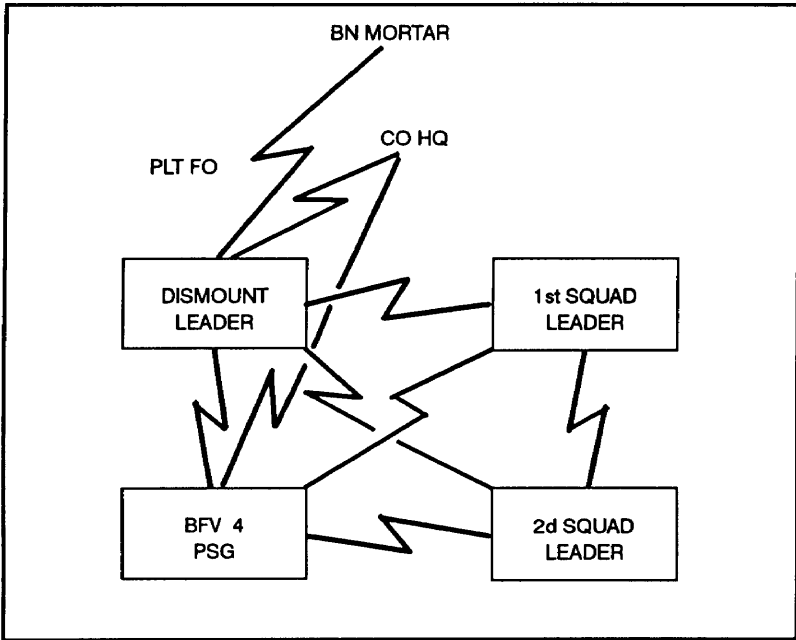 BN MORTAR
CO HQ
PLT FO
DISMOUNT
LEADER
1st SQUAD
LEADER
BFV 4
PSG
2d SQUAD
LEADER